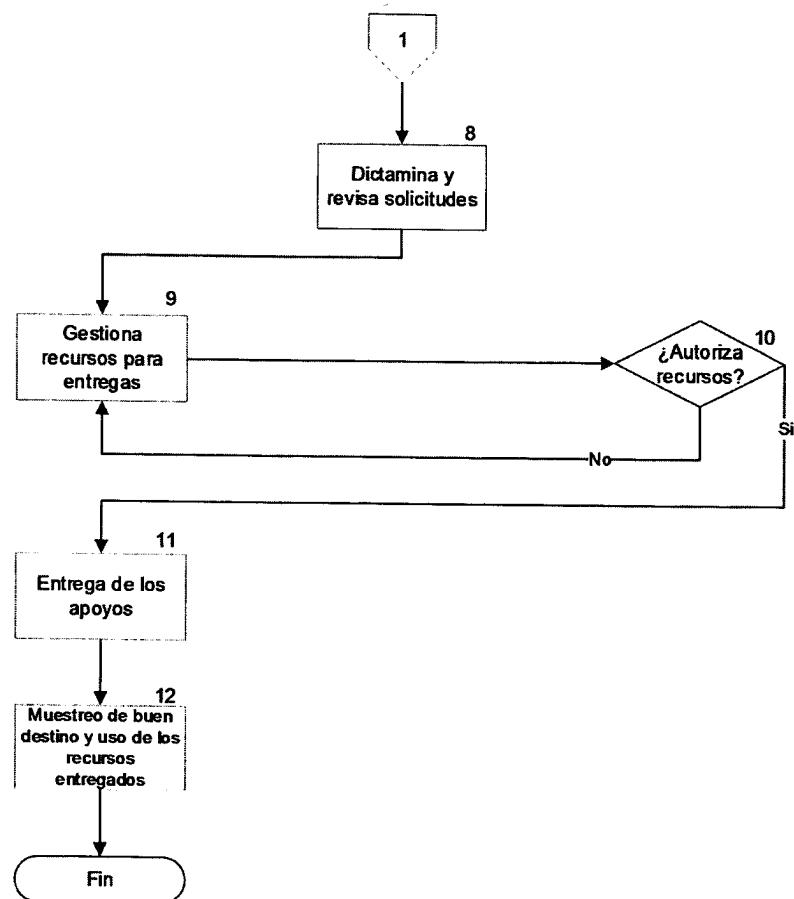 1
8
Dictamina y
revisa solicitudes
9
Gestiona
recursos para
entregas
10
¿Autoriza
recursos?
Si
No
11
Entrega de los
apoyos
12
Muestreo de buen
destino y uso de los
recursos
entregados
Fin